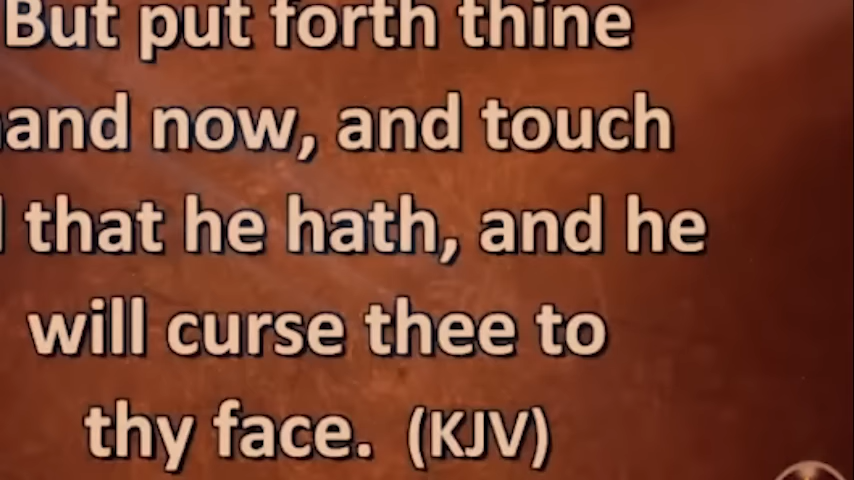 But put forth thine
and now, and touch
that he hath, and he
will curse thee to
thy face. (KJV)